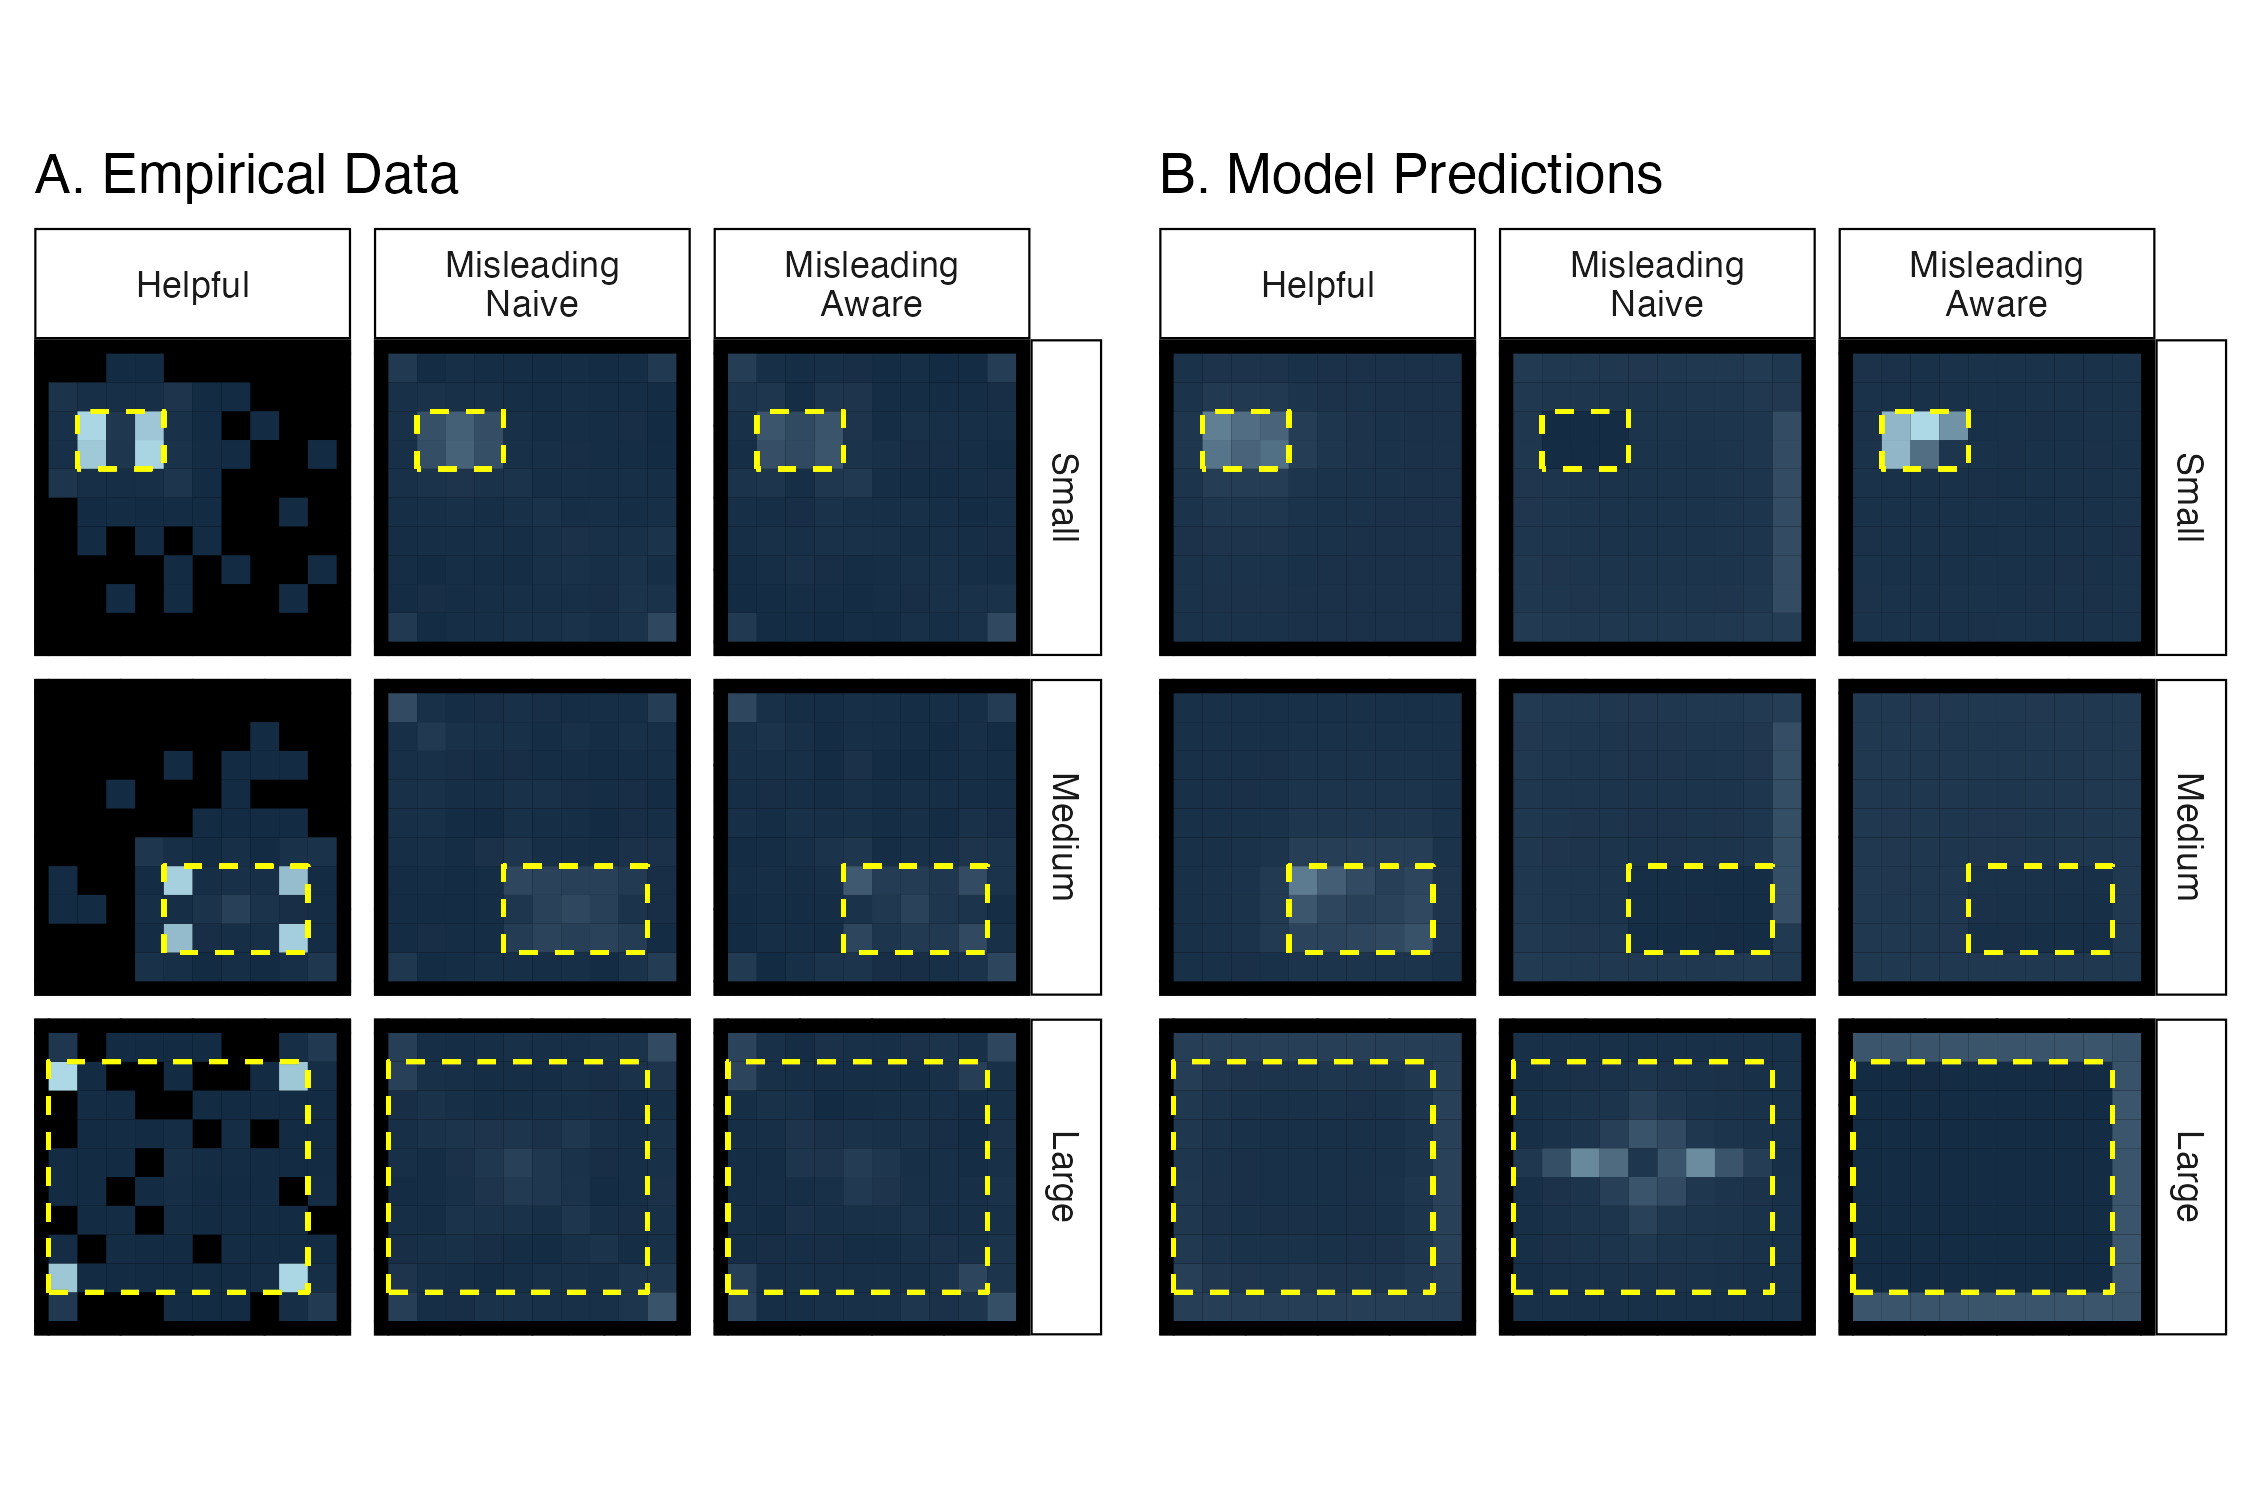 A. Empirical Data
Helpful
Misleading
Naive
Misleading
Aware
Small
Medium
Large
B. Model Predictions
Helpful
Misleading
Naive
Misleading
Aware
Small
Medium
Large